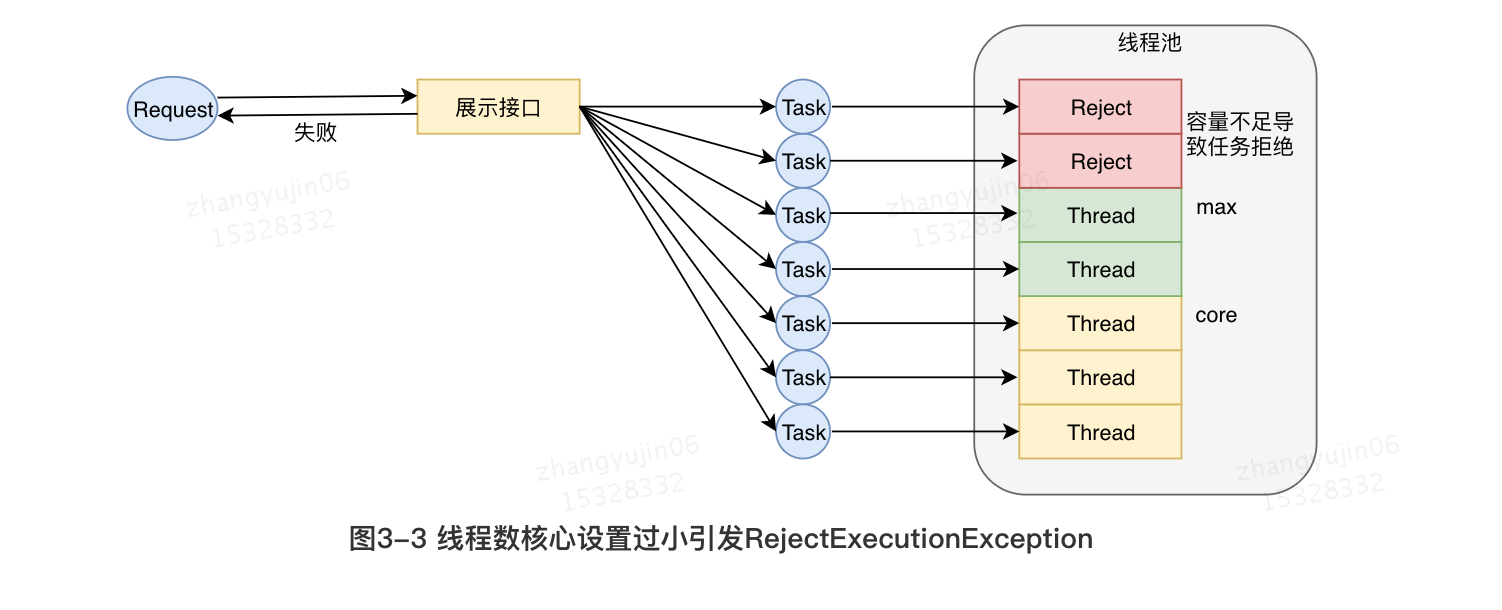 线程池
Request
失败
展示接口
Task
Task
Task
Task
Task
Task
Task
Reject
Reject
Thread
Thread
Thread
Thread
Thread
容量不足导
致任务拒绝
max
core
zhangyujin06
15328332
zhangyujin06
15328332
zhangyujin06
15328332
zhangyujin06
15328332
图3-3 线程数核心设置过小引发RejectExecutionException